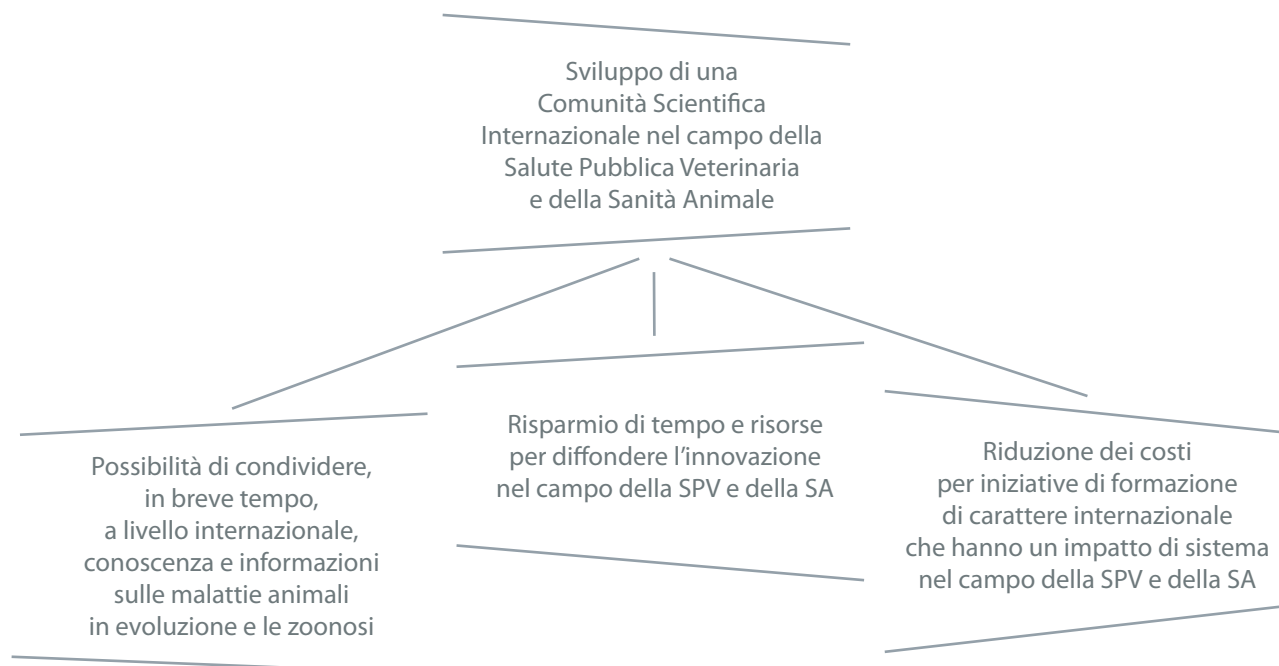 Sviluppo di una
Comunità Scientifica
Internazionale nel campo della
Salute Pubblica Veterinaria
e della Sanità Animale
Possibilità di condividere,
in breve tempo,
a livello internazionale,
conoscenza e informazioni
sulle malattie animali
in evoluzione e le zoonosi
Risparmio di tempo e risorse
per diffondere l’innovazione
nel campo della SPV e della SA
Riduzione dei costi
per iniziative di formazione
di carattere internazionale
che hanno un impatto di sistema
nel campo della SPV e della SA